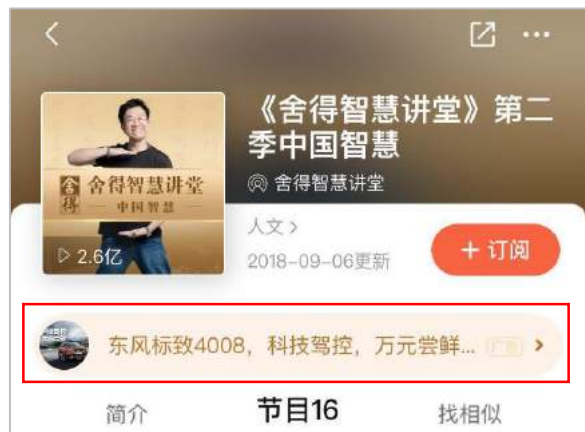 《舍得智慧讲堂》第二
季中国智慧
舍得智慧讲堂
舍得
舍得智慧讲堂
中国智慧
2.6亿
人文
2018-09-06更新
+ 订阅
东风标致4008，科技驾控，万元尝鲜... 广告
简介 节目16 找相似